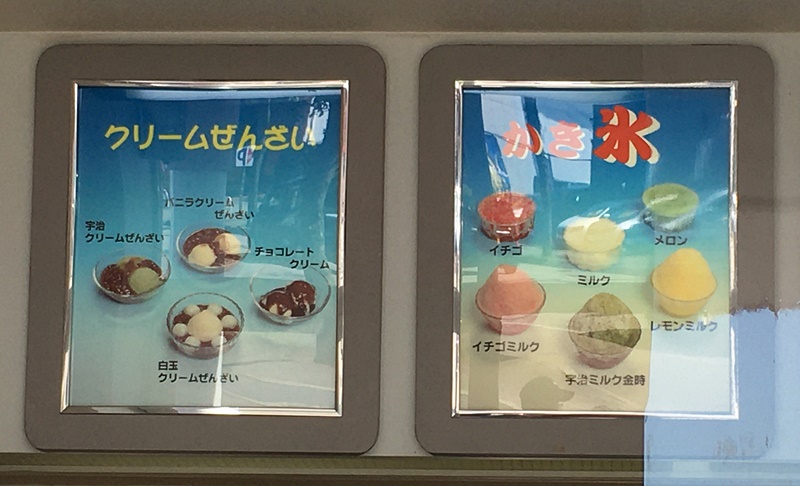 クリームぜんざい
バニラクリーム
ぜんざい
宇治
クリームぜんざい
チョコレート
クリーム
白玉
クリームぜんざい
かき氷
イチゴ
メロン
ミルク
イチゴミルク
レモンミルク
宇治ミルク金時